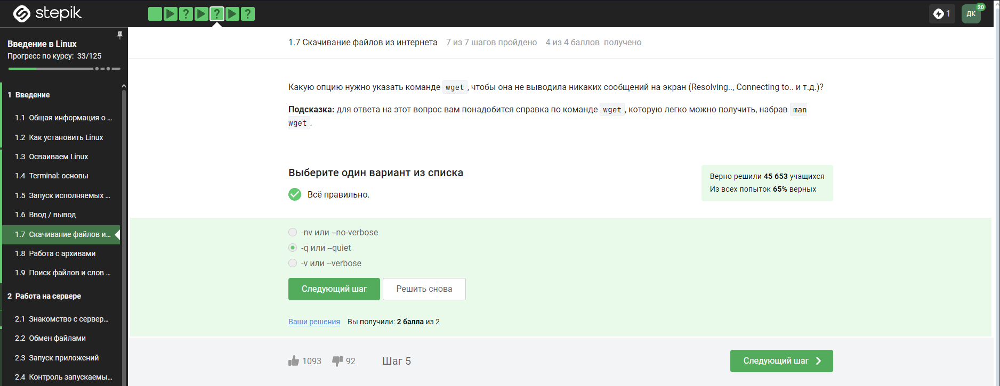 stepik
? ? ?
1
ДК
20
Введение в Linux
Прогресс по курсу: 33/125
1 Введение
1.1 Общая информация о ...
1.2 Как установить Linux
1.3 Осваиваем Linux
1.4 Terminal: основы
1.5 Запуск исполняемых ...
1.6 Ввод / вывод
1.7 Скачивание файлов и...
1.8 Работа с архивами
1.9 Поиск файлов и слов ...
2 Работа на сервере
2.1 Знакомство с сервер...
2.2 Обмен файлами
2.3 Запуск приложений
2.4 Контроль запускаемы...
1.7 Скачивание файлов из интернета 7 из 7 шагов пройдено 4 из 4 баллов получено
Какую опцию нужно указать команде wget, чтобы она не выводила никаких сообщений на экран (Resolving.., Connecting to.. и т.д.)?
Подсказка: для ответа на этот вопрос вам понадобится справка по команде wget, которую легко можно получить, набрав man
wget.
Выберите один вариант из списка
Всё правильно.
Верно решили 45 653 учащихся
Из всех попыток 65% верных
-nv или --no-verbose
-q или --quiet
-v или --verbose
Следующий шаг Решить снова
Ваши решения Вы получили: 2 балла из 2
1093 92 Шаг 5 Следующий шаг